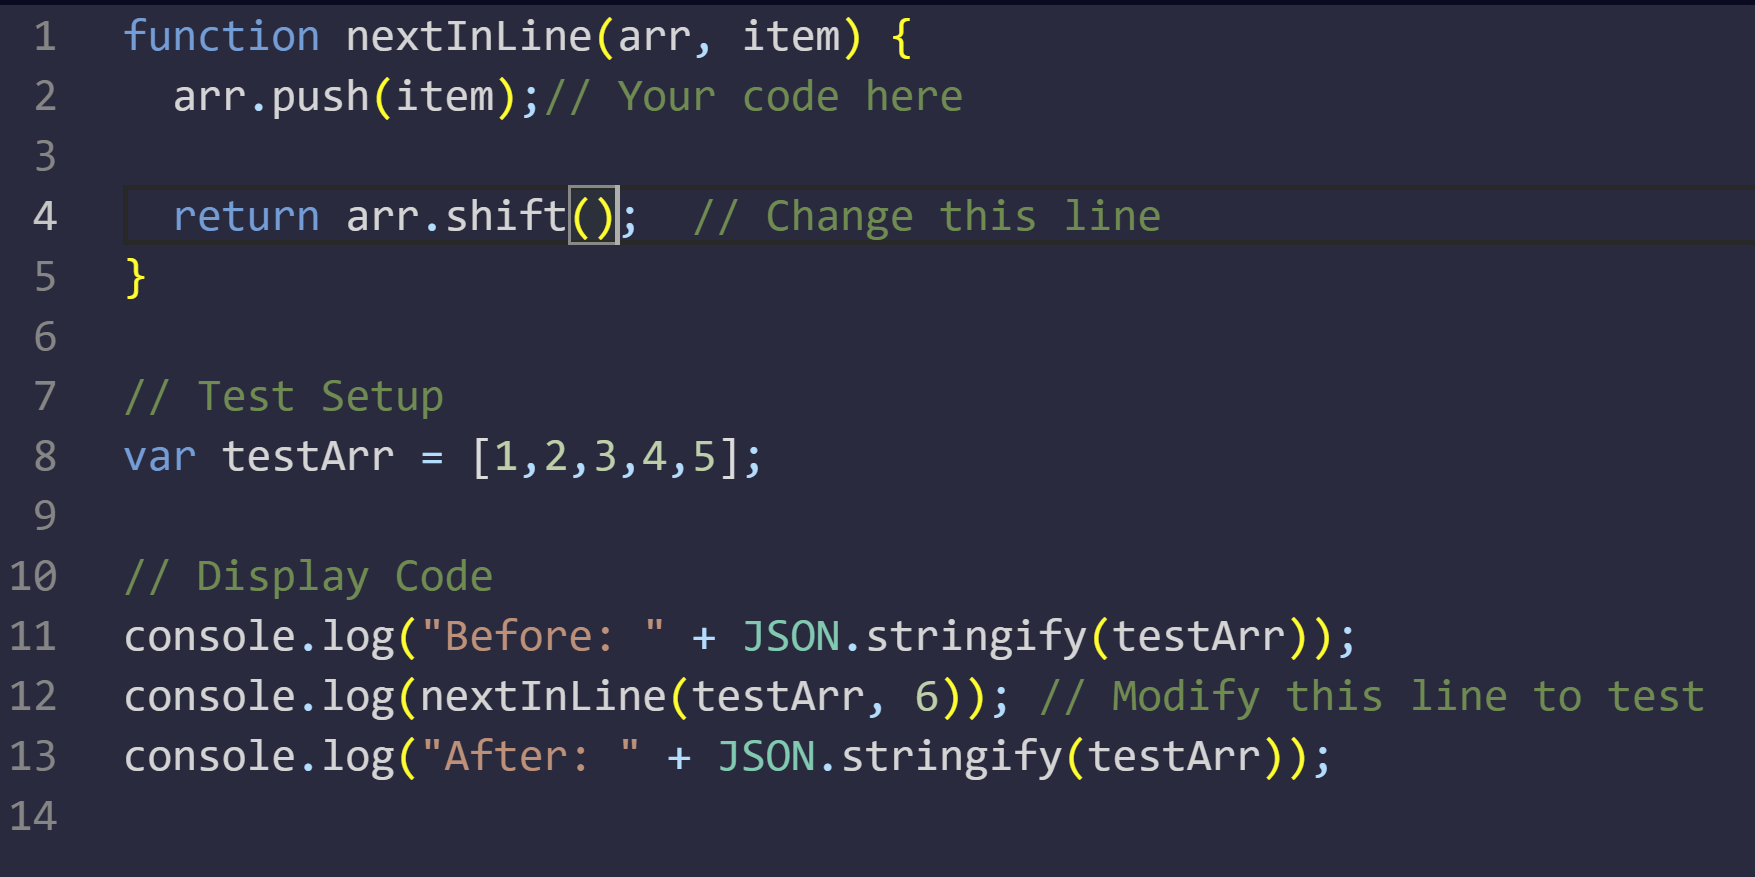 1 function nextInLine(arr, item) {
2 arr.push(item);// Your code here
3
4 return arr.shift();  // Change this line
5 }
6
7 // Test Setup
8 var testArr = [1,2,3,4,5];
9
10 // Display Code
11 console.log("Before: " + JSON.stringify(testArr));
12 console.log(nextInLine(testArr, 6)); // Modify this line to test
13 console.log("After: " + JSON.stringify(testArr));
14